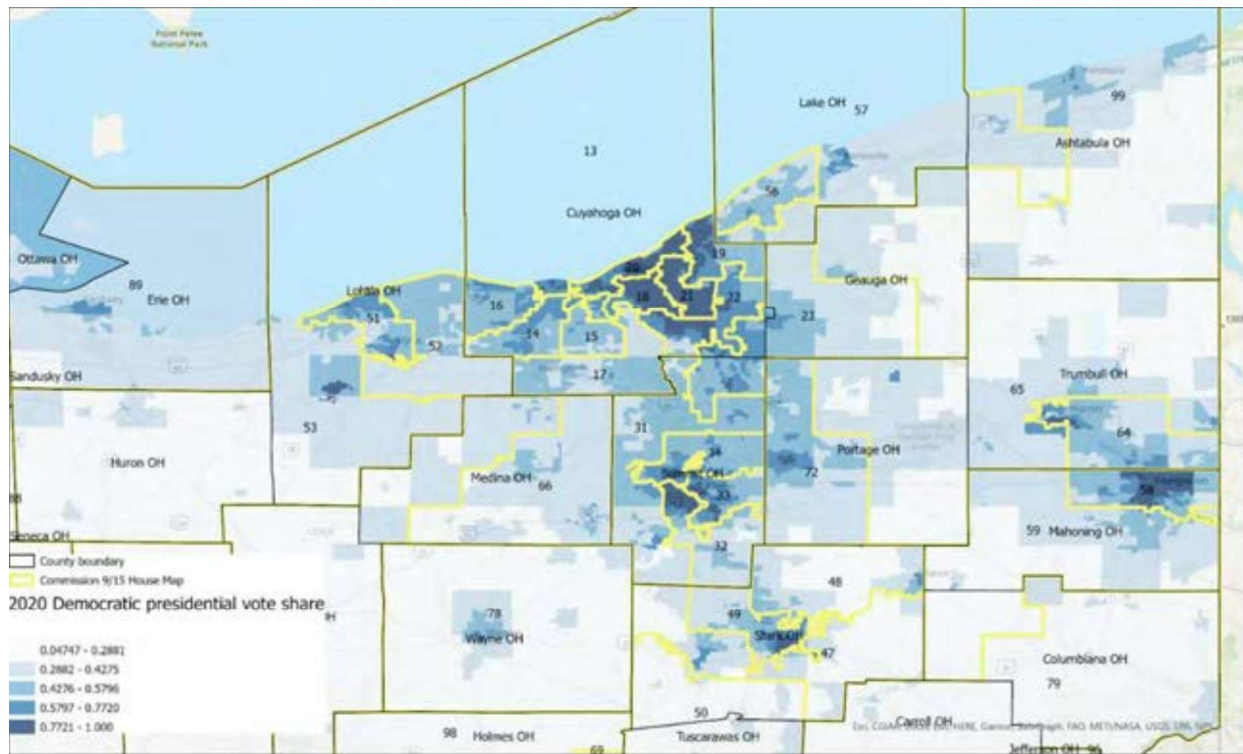 Point Pelee
National Park
Lake OH
57
99
Ashtabula OH
13
Cuyahoga OH
56
19
Ottawa OH
89
Erie OH
Lorain OH
51
52
16
14
15
18
21
22
23
Geauga OH
17
Sandusky OH
65
Trumbull OH
53
31
64
Huron OH
Medina OH
66
34
Summit OH
33
72
Portage OH
58
59
Mahoning OH
32
Seneca OH
48
County boundary
Commission 9/15 House Map
2020 Democratic presidential vote share
0.04747 - 0.2881
0.2882 - 0.4275
0.4276 - 0.5796
0.5797 - 0.7720
0.7721 - 1.000
78
Wayne OH
49
Stark OH
47
Columbiana OH
79
50
98
Holmes OH
69
Tuscarawas OH
Carroll OH
Jefferson OH 96